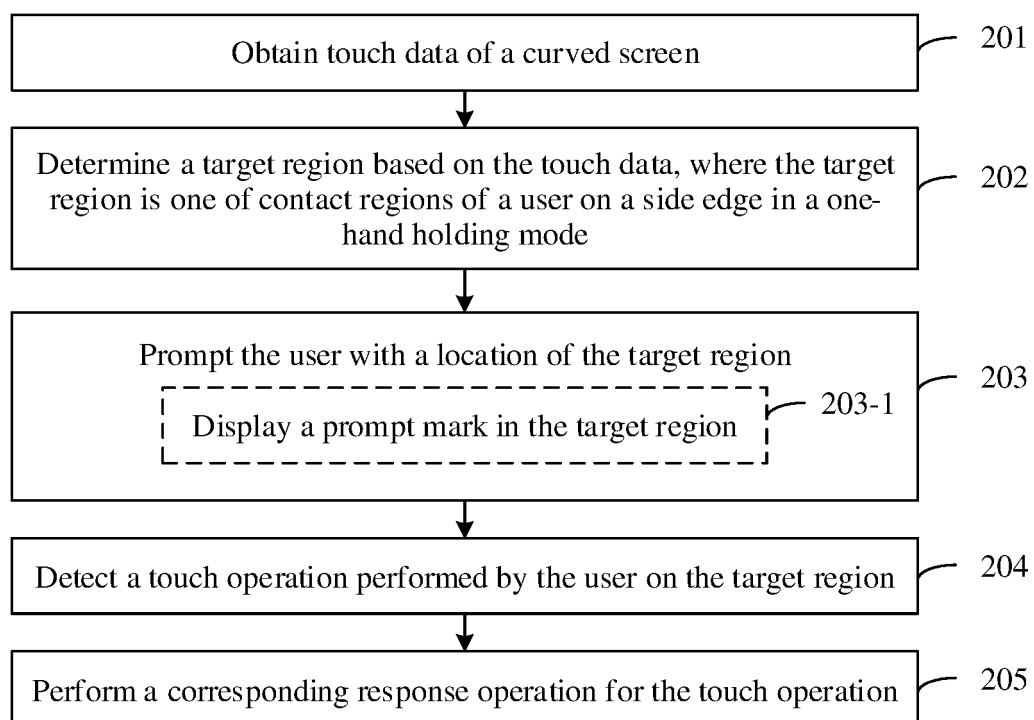 Obtain touch data of a curved screen
201
Determine a target region based on the touch data, where the target
region is one of contact regions of a user on a side edge in a one-
hand holding mode
202
Prompt the user with a location of the target region
203
Display a prompt mark in the target region
203-1
Detect a touch operation performed by the user on the target region
204
Perform a corresponding response operation for the touch operation
205